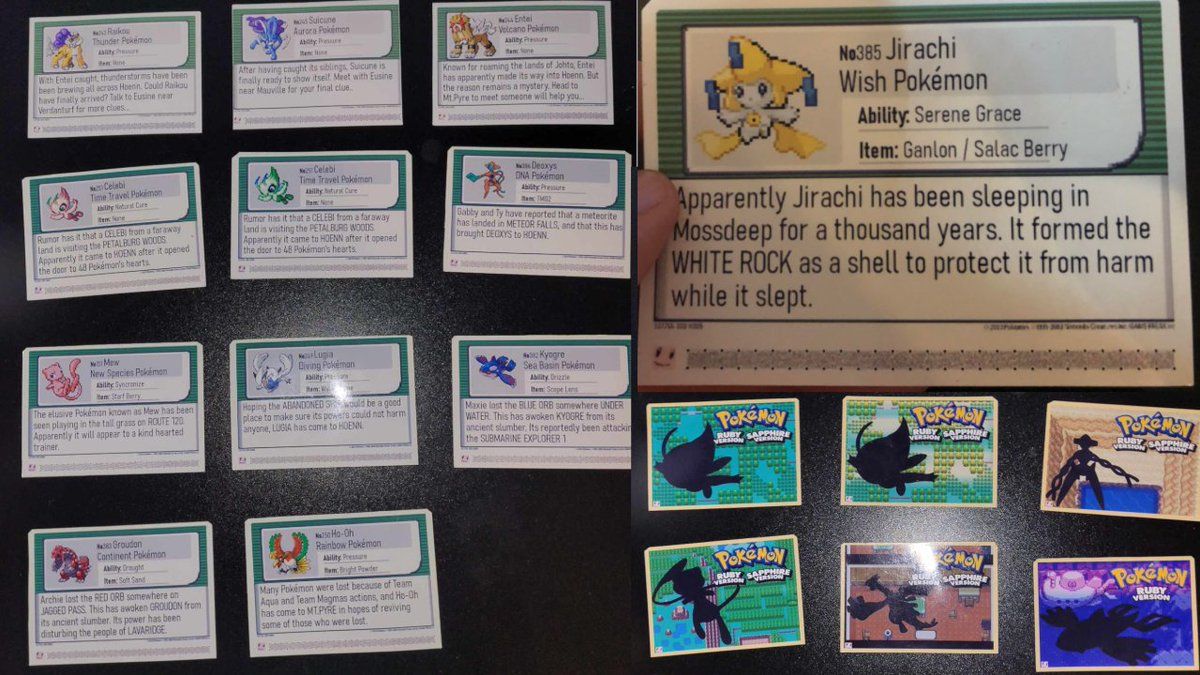 No243 Raikou
Thunder Pokémon
Ability: Pressure
Item: None
With Entei caught, thunderstorms have
been brewing all across Hoenn. Could Raikou
have finally arrived? Talk to Eusine near
Verdanturf for more clues...
No245 Suicune
Aurora Pokémon
Ability: Pressure
Item: None
After having caught its siblings, Suicune is
finally ready to show itself. Meet with Eusine
near Mauville for your final clue..
No244 Entei
Volcano Pokémon
Ability: Pressure
Item: None
Known for roaming the lands of Johto, Entei
has apparently made its way into Hoenn. But
the reason remains a mystery. Head to
Mt.Pyre to meet someone will help you...
No251 Celebi
Time Travel Pokémon
Ability: Natural Cure
Item: None
Rumor has it that a CELEBI from a faraway
land is visiting the PETALBURG WOODS.
Apparently it came to HOENN after it opened
the door to 48 Pokémon's hearts.
No251 Celebi
Time Travel Pokémon
Ability: Natural Cure
Item: None
Rumor has it that a CELEBI from a faraway
land is visiting the PETALBURG WOODS.
Apparently it came to HOENN after it opened
the door to 48 Pokémon's hearts.
No386 Deoxys
DNA Pokémon
Ability: Pressure
Item: TM02
Gabby and Ty have reported that a meteorite
has landed in METEOR FALLS, and that this has
brought DEOXYS to HOENN.
No151 Mew
New Species Pokémon
Ability: Syncronize
Item: Starf Berry
The elusive Pokémon known as Mew has been
seen playing in the tall grass on ROUTE 120.
Apparently it will appear to a kind hearted
trainer.
No249 Lugia
Diving Pokémon
Ability: Pressure
Item:
Hoping the ABANDONED would be a good
place to make sure its powers could not harm
anyone, LUGIA has come to HOENN.
No382 Kyogre
Sea Basin Pokémon
Ability: Drizzle
Item: Scope Lens
Maxie lost the BLUE ORB somewhere UNDER
WATER. This has awoken KYOGRE from its
ancient slumber. Its reportedly been attacking
the SUBMARINE EXPLORER 1
No383 Groudon
Continent Pokémon
Ability: Drought
Item: Soft Sand
Archie lost the RED ORB somewhere on
JAGGED PASS. This has awoken GROUDON from
its ancient slumber. Its power has been
disturbing the people of LAVARIDGE.
No250 Ho-Oh
Rainbow Pokémon
Ability: Pressure
Item: Bright Powder
Many Pokémon were lost because of Team
Aqua and Team Magmas actions, and Ho-Oh
has come to MT.PYRE in hopes of reviving
some of those who were lost.
No385 Jirachi
Wish Pokémon
Ability: Serene Grace
Item: Ganlon / Salac Berry
Apparently Jirachi has been sleeping in
Mossdeep for a thousand years. It formed the
WHITE ROCK as a shell to protect it from harm
while it slept.
POKéMON
RUBY VERSION SAPPHIRE VERSION
POKéMON
RUBY VERSION SAPPHIRE VERSION
POKéMON
RUBY VERSION SAPPHIRE VERSION
POKéMON
RUBY VERSION SAPPHIRE VERSION
POKéMON
RUBY VERSION SAPPHIRE VERSION
POKéMON
RUBY VERSION